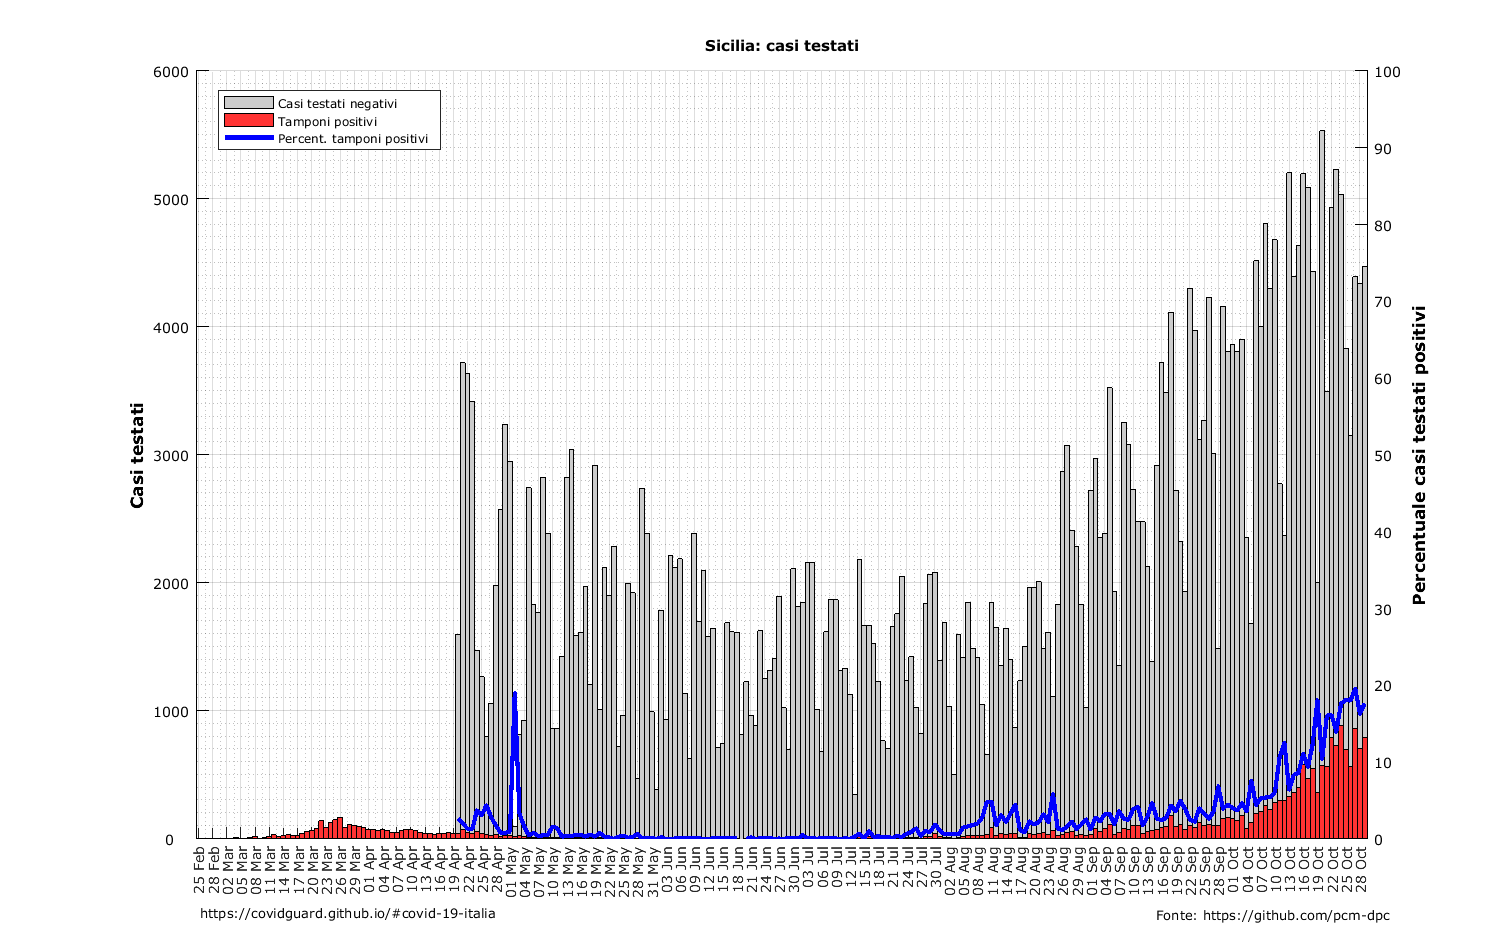 Sicilia: casi testati
6000
5000
4000
3000
2000
1000
0
100
90
80
70
60
50
40
30
20
10
0
Casi testati negativi
Tamponi positivi
Percent. tamponi positivi
Casi testati
Percentuale casi testati positivi
25 Feb
28 Feb
02 Mar
05 Mar
08 Mar
11 Mar
14 Mar
17 Mar
20 Mar
23 Mar
26 Mar
29 Mar
01 Apr
04 Apr
07 Apr
10 Apr
13 Apr
16 Apr
19 Apr
22 Apr
25 Apr
28 Apr
01 May
04 May
07 May
10 May
13 May
16 May
19 May
22 May
25 May
28 May
31 May
03 Jun
06 Jun
09 Jun
12 Jun
15 Jun
18 Jun
21 Jun
24 Jun
27 Jun
30 Jun
03 Jul
06 Jul
09 Jul
12 Jul
15 Jul
18 Jul
21 Jul
24 Jul
27 Jul
30 Jul
02 Aug
05 Aug
08 Aug
11 Aug
14 Aug
17 Aug
20 Aug
23 Aug
26 Aug
29 Aug
01 Sep
04 Sep
07 Sep
10 Sep
13 Sep
16 Sep
19 Sep
22 Sep
25 Sep
28 Sep
01 Oct
04 Oct
07 Oct
10 Oct
13 Oct
16 Oct
19 Oct
22 Oct
25 Oct
28 Oct
https://covidguard.github.io/#covid-19-italia
Fonte: https://github.com/pcm-dpc